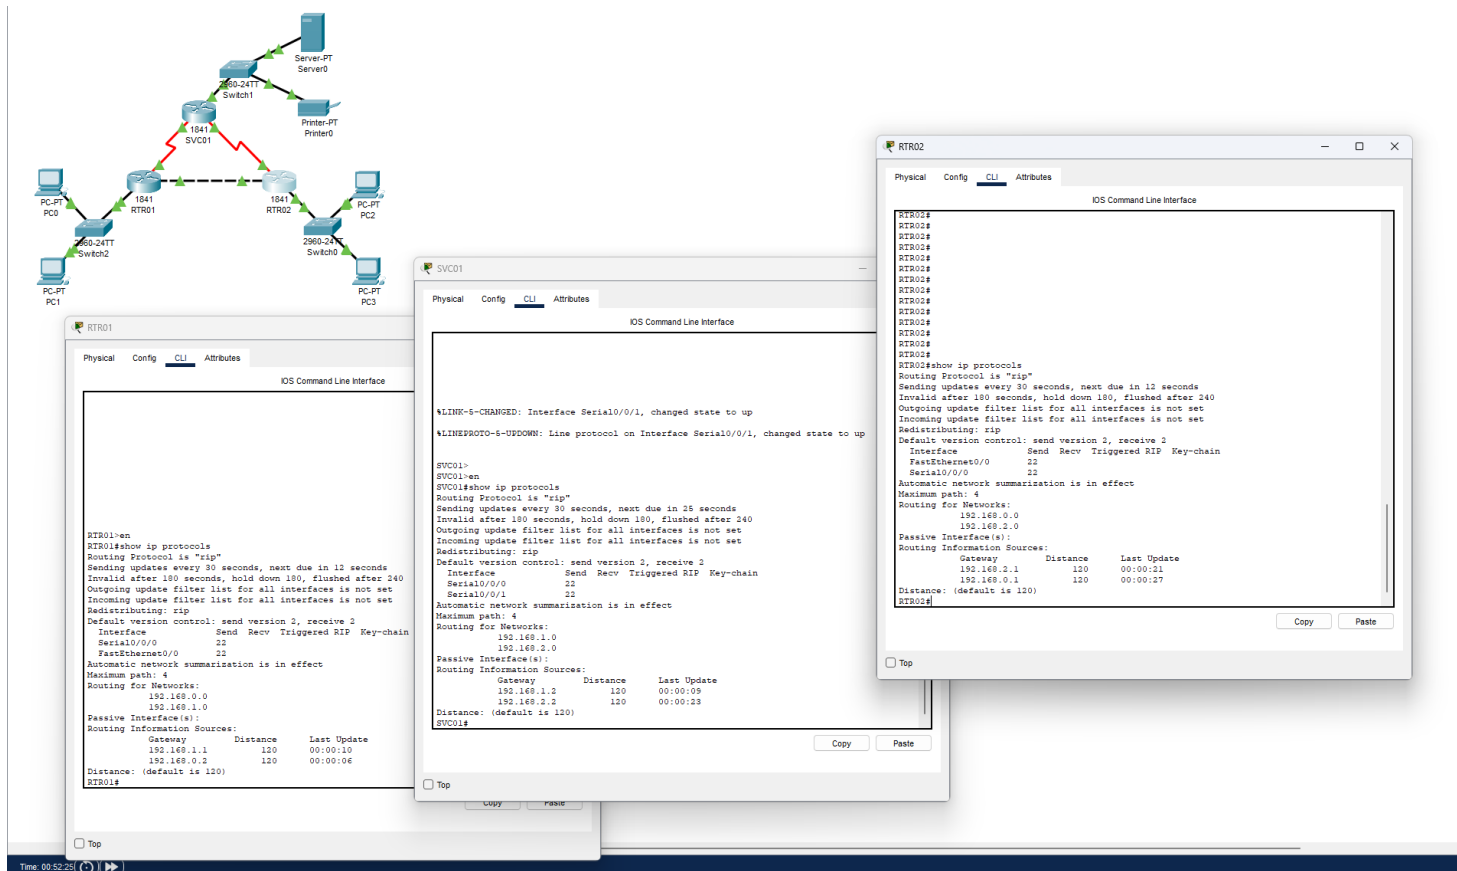 Server-PT
Server0
2960-24TT
Switch1
Printer-PT
Printer0
1841
SVC01
PC-PT
PC0
1841
RTR01
1841
RTR02
PC-PT
PC2
2960-24TT
Switch2
2960-24TT
Switch0
PC-PT
PC1
PC-PT
PC3
RTR01
Physical Config CLI Attributes
IOS Command Line Interface
RTR01>en
RTR01#show ip protocols
Routing Protocol is "rip"
Sending updates every 30 seconds, next due in 12 seconds
Invalid after 180 seconds, hold down 180, flushed after 240
Outgoing update filter list for all interfaces is not set
Incoming update filter list for all interfaces is not set
Redistributing: rip
Default version control: send version 2, receive 2
Interface Send Recv Triggered RIP Key-chain
Serial0/0/0 22
FastEthernet0/0 22
Automatic network summarization is in effect
Maximum path: 4
Routing for Networks:
192.168.0.0
192.168.1.0
Passive Interface(s):
Routing Information Sources:
Gateway Distance Last Update
192.168.1.1 120 00:00:10
192.168.0.2 120 00:00:06
Distance: (default is 120)
RTR01#
Copy Paste
Top
SVC01
Physical Config CLI Attributes
IOS Command Line Interface
%LINK-5-CHANGED: Interface Serial0/0/1, changed state to up
%LINEPROTO-5-UPDOWN: Line protocol on Interface Serial0/0/1, changed state to up
SVC01>
SVC01>en
SVC01#show ip protocols
Routing Protocol is "rip"
Sending updates every 30 seconds, next due in 25 seconds
Invalid after 180 seconds, hold down 180, flushed after 240
Outgoing update filter list for all interfaces is not set
Incoming update filter list for all interfaces is not set
Redistributing: rip
Default version control: send version 2, receive 2
Interface Send Recv Triggered RIP Key-chain
Serial0/0/0 22
Serial0/0/1 22
Automatic network summarization is in effect
Maximum path: 4
Routing for Networks:
192.168.1.0
192.168.2.0
Passive Interface(s):
Routing Information Sources:
Gateway Distance Last Update
192.168.1.2 120 00:00:09
192.168.2.2 120 00:00:23
Distance: (default is 120)
SVC01#
Copy Paste
Top
RTR02
Physical Config CLI Attributes
IOS Command Line Interface
RTR02#
RTR02#
RTR02#
RTR02#
RTR02#
RTR02#
RTR02#
RTR02#
RTR02#
RTR02#
RTR02#
RTR02#
RTR02#
RTR02#
RTR02#show ip protocols
Routing Protocol is "rip"
Sending updates every 30 seconds, next due in 12 seconds
Invalid after 180 seconds, hold down 180, flushed after 240
Outgoing update filter list for all interfaces is not set
Incoming update filter list for all interfaces is not set
Redistributing: rip
Default version control: send version 2, receive 2
Interface Send Recv Triggered RIP Key-chain
FastEthernet0/0 22
Serial0/0/0 22
Automatic network summarization is in effect
Maximum path: 4
Routing for Networks:
192.168.0.0
192.168.2.0
Passive Interface(s):
Routing Information Sources:
Gateway Distance Last Update
192.168.2.1 120 00:00:21
192.168.0.1 120 00:00:27
Distance: (default is 120)
RTR02#
Copy Paste
Top
Time: 00:52:25